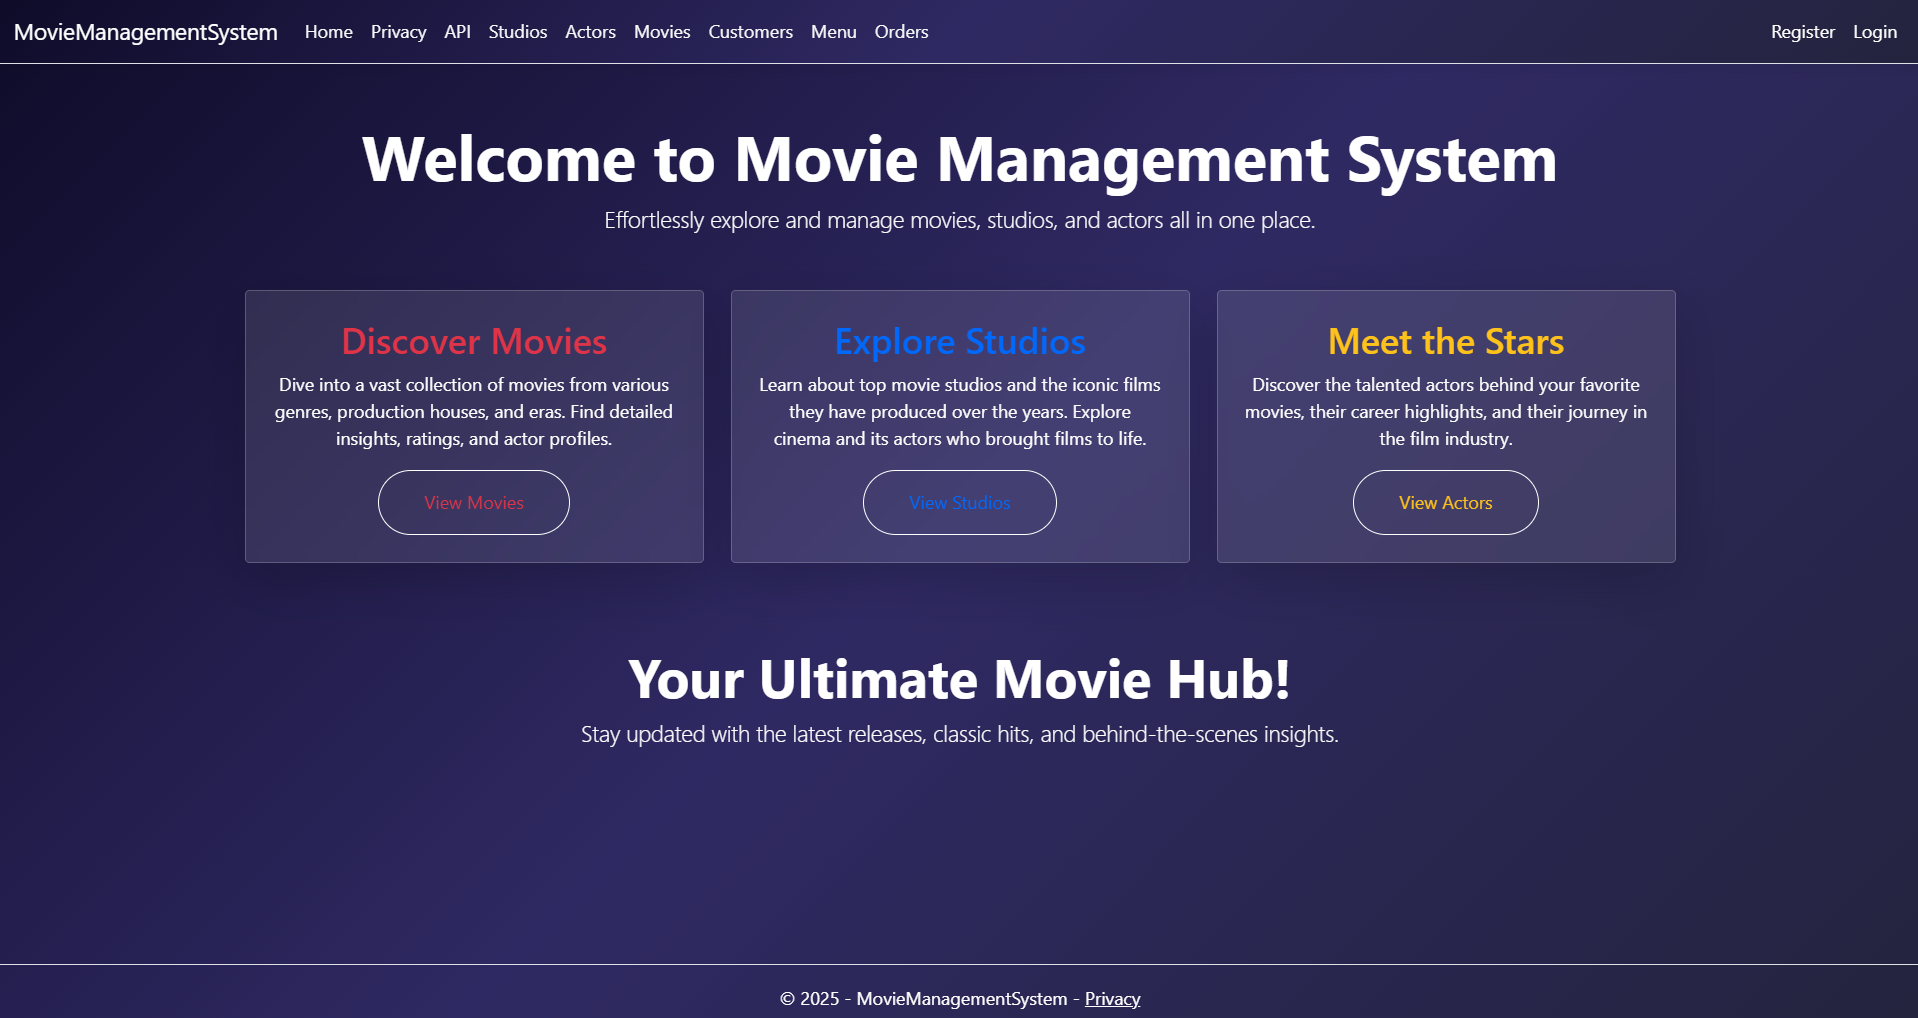 MovieManagementSystem Home Privacy API Studios Actors Movies Customers Menu Orders Register Login
Welcome to Movie Management System
Effortlessly explore and manage movies, studios, and actors all in one place.
Discover Movies
Dive into a vast collection of movies from various
genres, production houses, and eras. Find detailed
insights, ratings, and actor profiles.
View Movies
Explore Studios
Learn about top movie studios and the iconic films
they have produced over the years. Explore
cinema and its actors who brought films to life.
View Studios
Meet the Stars
Discover the talented actors behind your favorite
movies, their career highlights, and their journey in
the film industry.
View Actors
Your Ultimate Movie Hub!
Stay updated with the latest releases, classic hits, and behind-the-scenes insights.
© 2025 - MovieManagementSystem - Privacy